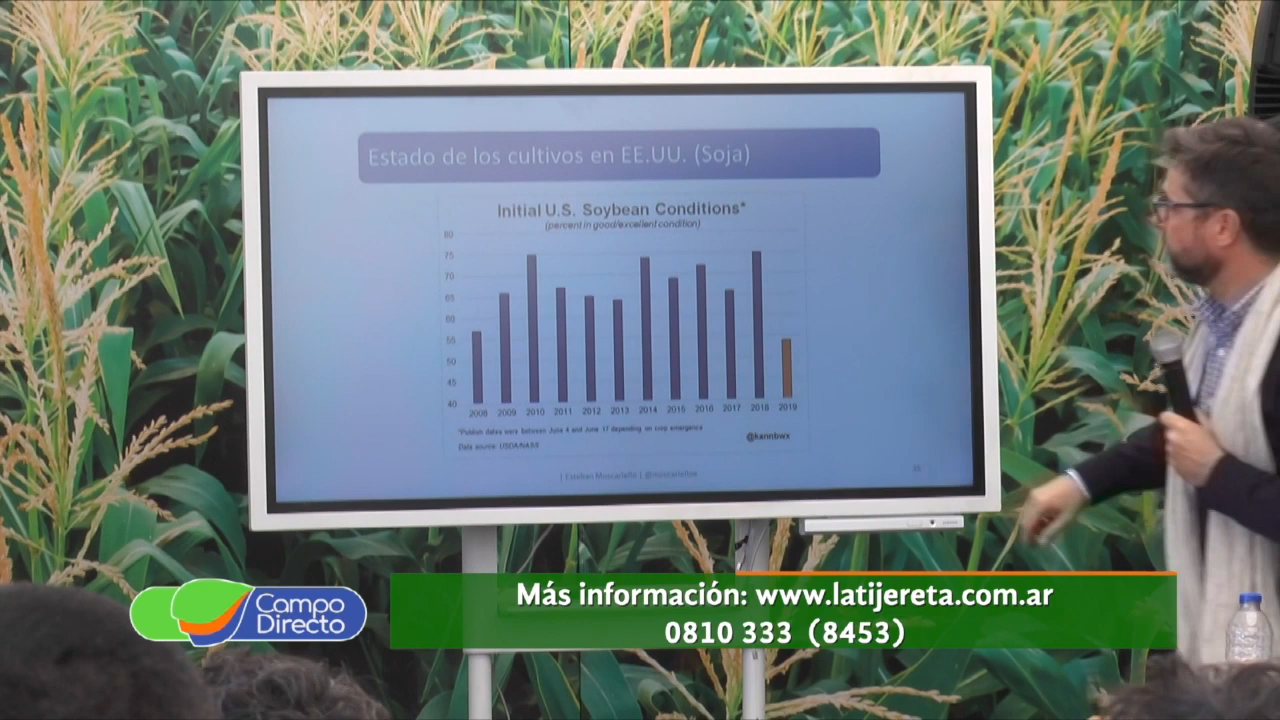 Estado de los cultivos en EE.UU. (Soja)
Initial U.S. Soybean Conditions*
(percent in good/excellent condition)
80
75
70
65
60
55
50
45
40
2008 2009 2010 2011 2012 2013 2014 2015 2016 2017 2018 2019
*Publish dates were between June 4 and June 17 depending on crop emergence
Data source: USDA/NASS
@kannbwx
| Esteban Moscariello |
Campo
Directo
Más información: www.latijereta.com.ar
0810 333 (8453)